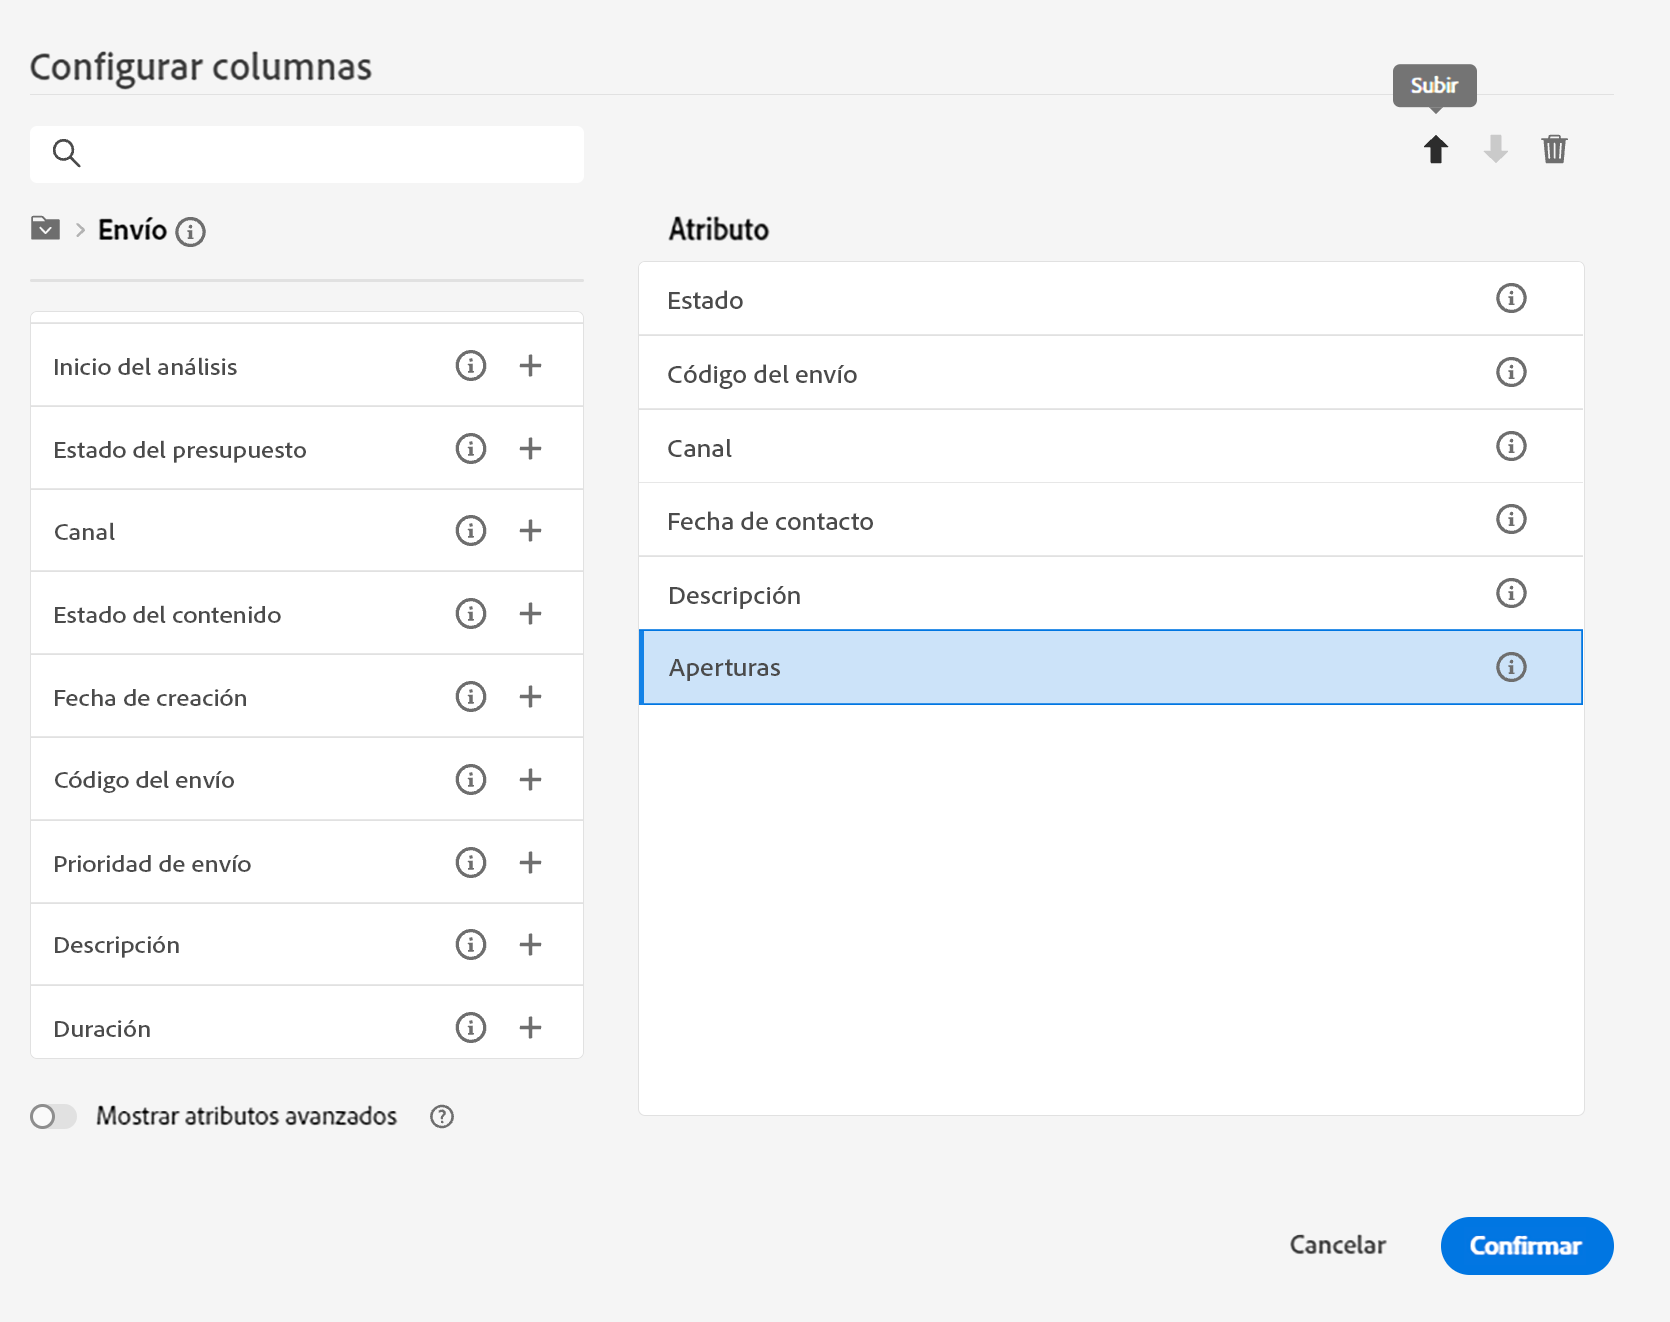 Configurar columnas
Subir
Envío
Inicio del análisis
Estado del presupuesto
Canal
Estado del contenido
Fecha de creación
Código del envío
Prioridad de envío
Descripción
Duración
Mostrar atributos avanzados
Atributo
Estado
Código del envío
Canal
Fecha de contacto
Descripción
Aperturas
Cancelar
Confirmar